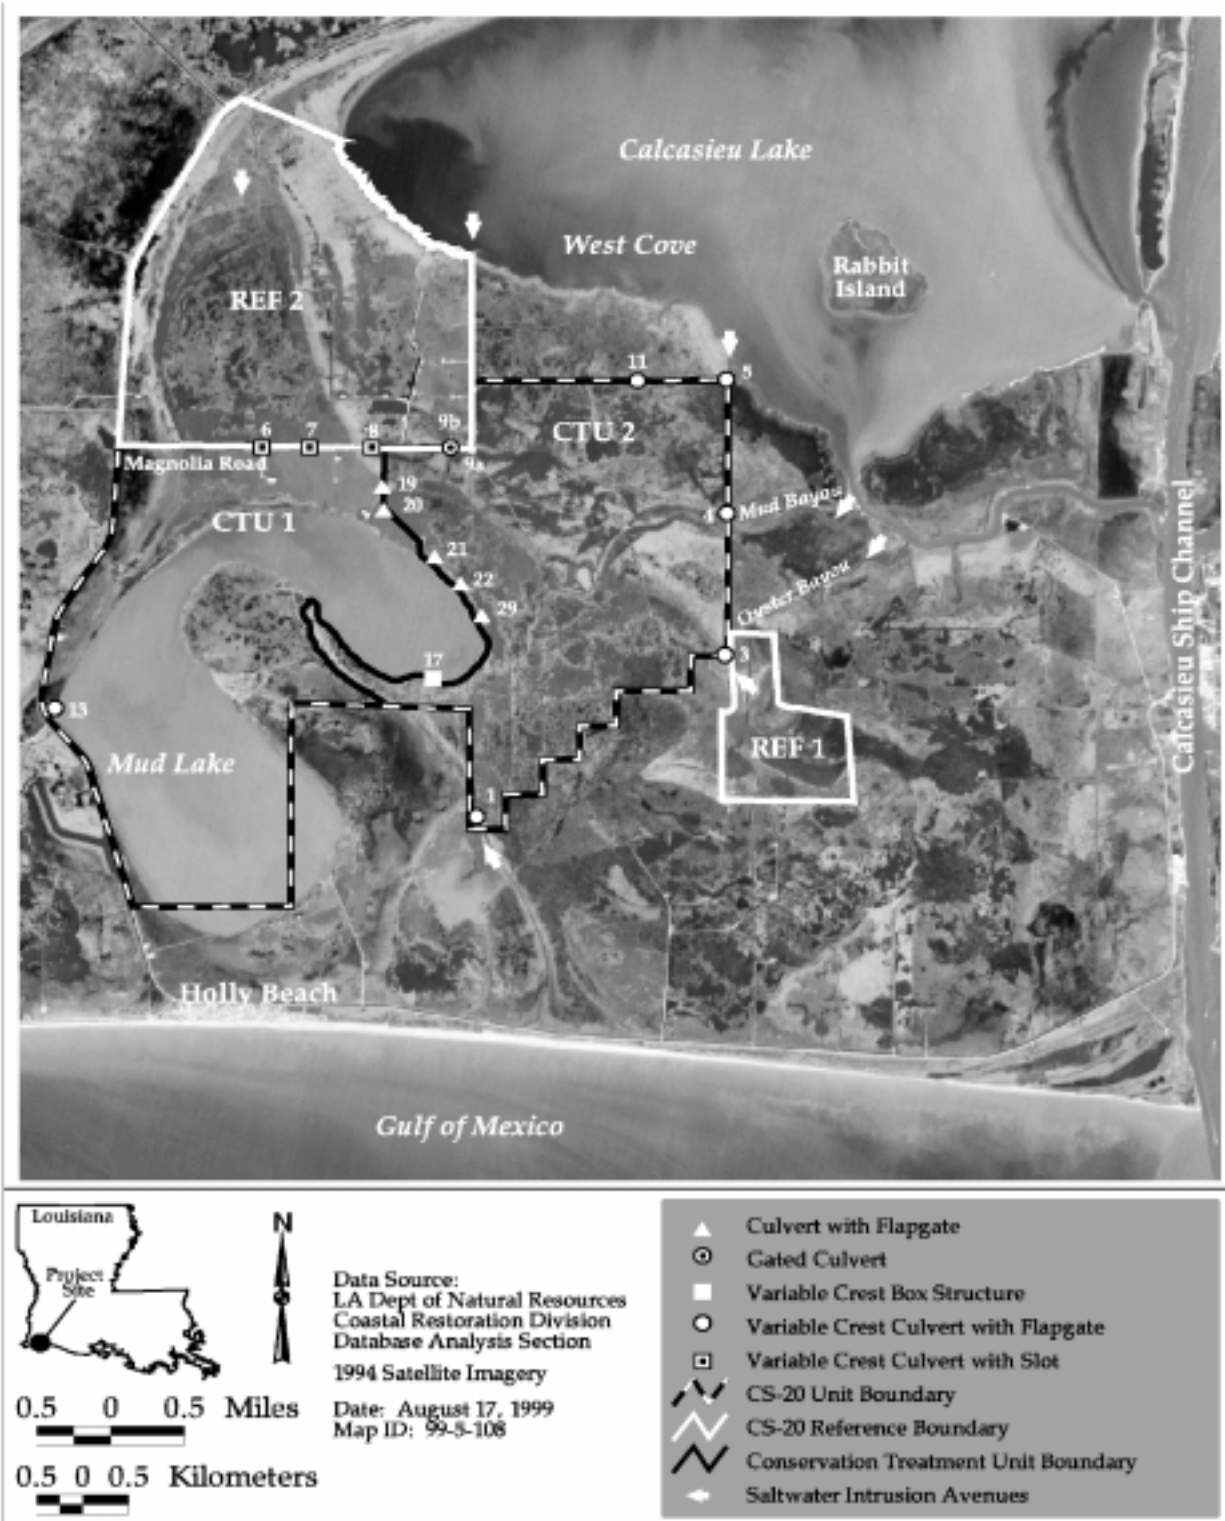 Calcasieu Lake
West Cove
Rabbit
Island
REF 2
11
5
6
7
8
9b
9a
CTU 2
Magnolia Road
19
20
CTU 1
4
Mud Bayou
21
22
29
Oyster Bayou
Calcasieu Ship Channel
17
3
13
Mud Lake
REF 1
1
Holly Beach
Gulf of Mexico
Louisiana
Project
Site
N
0.5 0 0.5 Miles
0.5 0 0.5 Kilometers
Data Source:
LA Dept of Natural Resources
Coastal Restoration Division
Database Analysis Section
1994 Satellite Imagery
Date: August 17, 1999
Map ID: 99-5-108
Culvert with Flapgate
Gated Culvert
Variable Crest Box Structure
Variable Crest Culvert with Flapgate
Variable Crest Culvert with Slot
CS-20 Unit Boundary
CS-20 Reference Boundary
Conservation Treatment Unit Boundary
Saltwater Intrusion Avenues